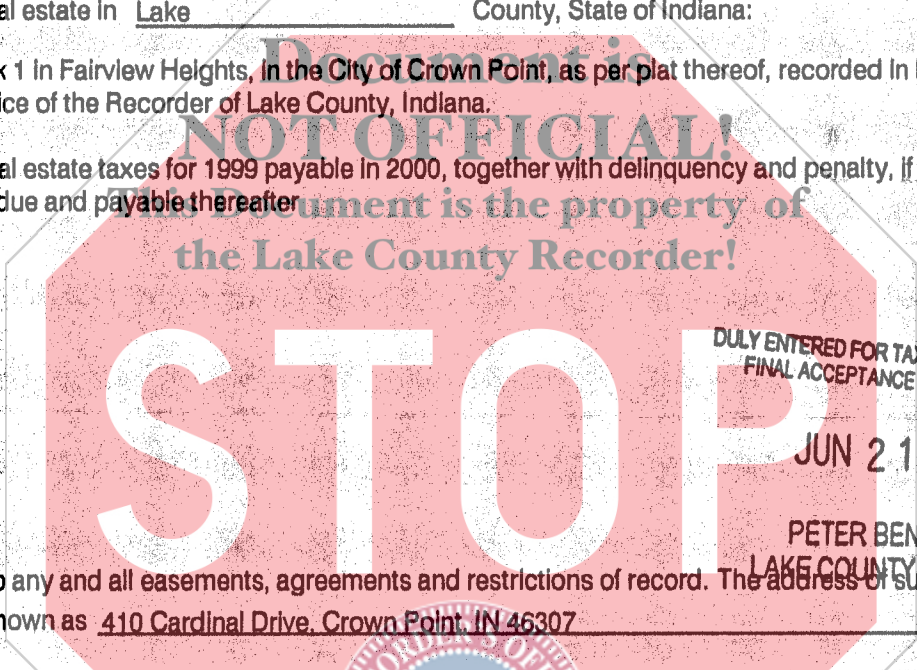 al estate in Lake County, State of Indiana:
Document is
k 1 in Fairview Heights, in the City of Crown Point, as per plat thereof, recorded in
ice of the Recorder of Lake County, Indiana.
NOT OFFICIAL!
al estate taxes for 1999 payable in 2000, together with delinquency and penalty, if
due and payable thereafter
This Document is the property of
the Lake County Recorder!
STOP
DULY ENTERED FOR TA
FINAL ACCEPTANCE
JUN 21
PETER BEN
LAKE COUNTY
any and all easements, agreements and restrictions of record. The address of su
nown as 410 Cardinal Drive, Crown Point, IN 46307
ORDER'S OF